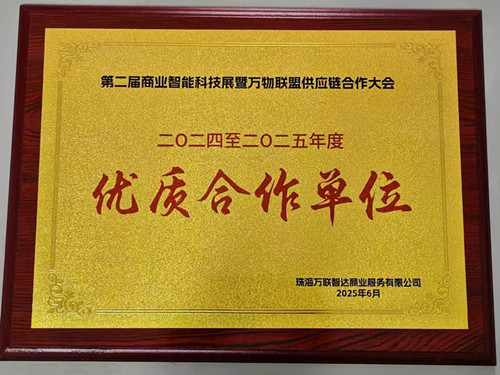 第二届商业智能科技展暨万物联盟供应链合作大会
二〇二四至二〇二五年度
优质合作单位
珠海万联智达商业服务有限公司
2025年6月